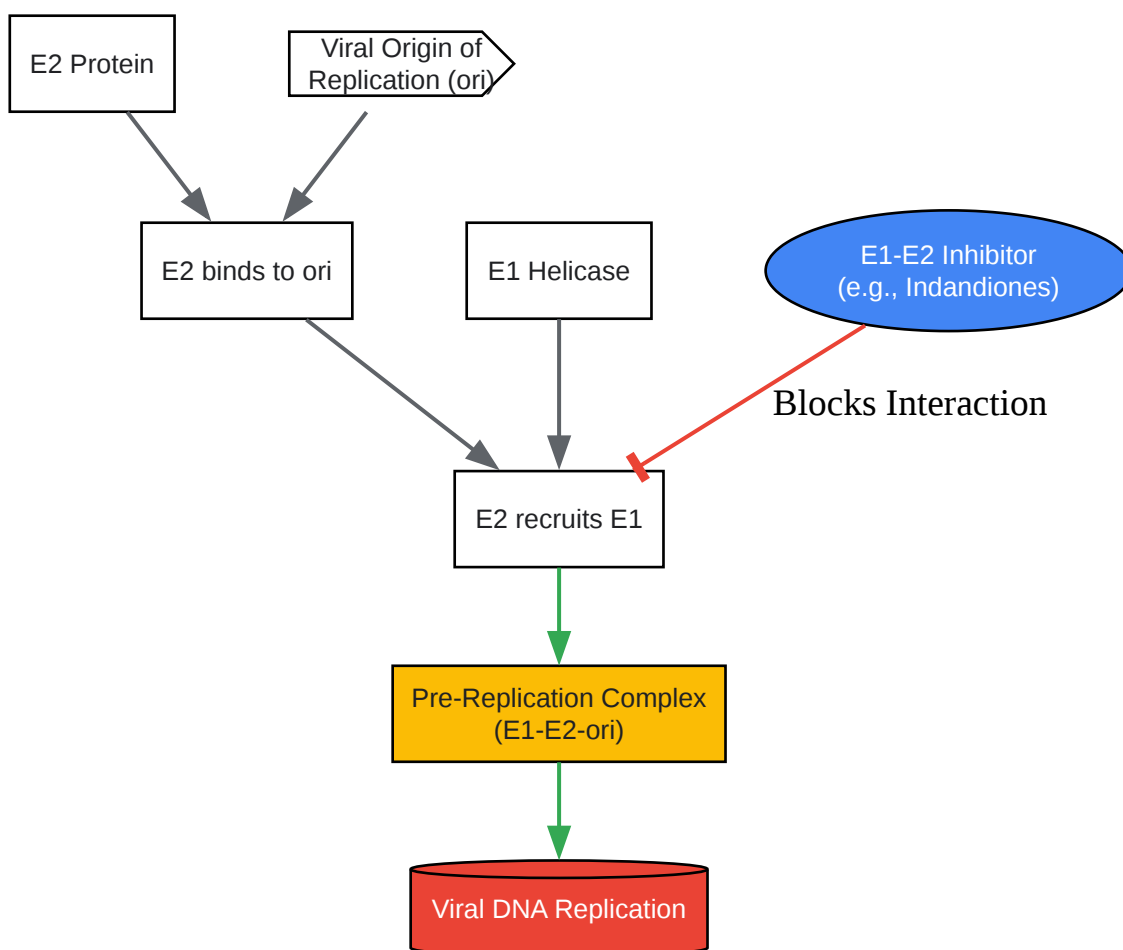 E2 Protein
Viral Origin of
Replication (ori)
E2 binds to ori
E1 Helicase
E1-E2 Inhibitor
(e.g., Indandiones)
Blocks Interaction
E2 recruits E1
Pre-Replication Complex
(E1-E2-ori)
Viral DNA Replication